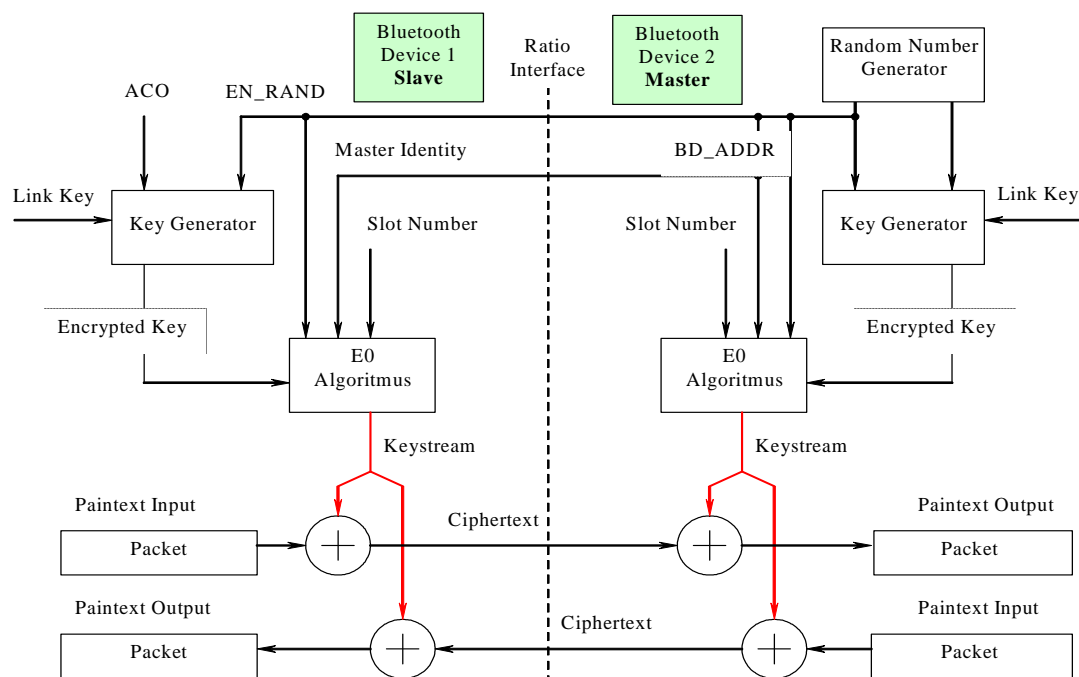 Bluetooth
Device 1
Slave
Ratio
Interface
Bluetooth
Device 2
Master
Random Number
Generator
ACO
EN_RAND
Master Identity
BD_ADDR
Link Key
Key Generator
Slot Number
Slot Number
Key Generator
Link Key
Encrypted Key
Encrypted Key
E0
Algoritmus
E0
Algoritmus
Keystream
Keystream
Paintext Input
Ciphertext
Paintext Output
Packet
Packet
Paintext Output
Ciphertext
Paintext Input
Packet
Packet